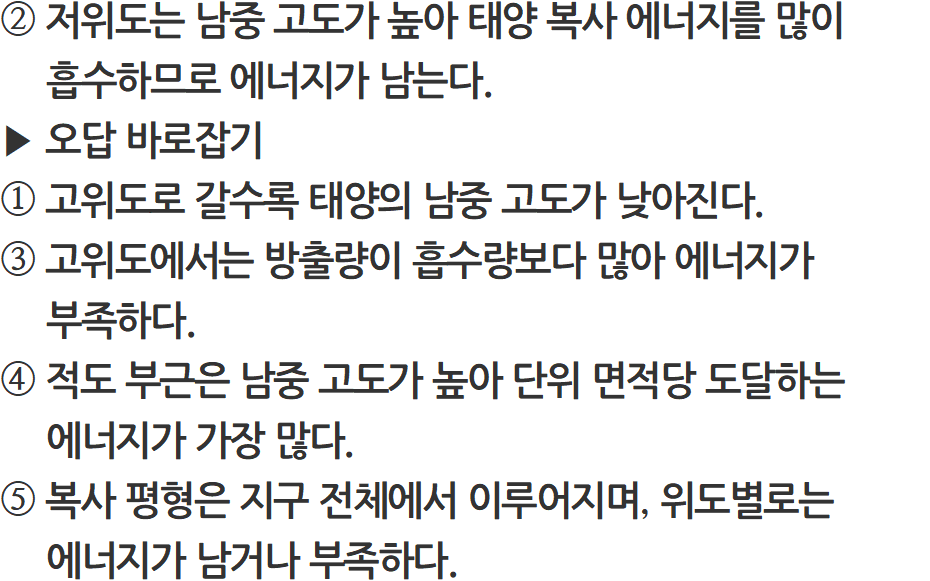 ② 저위도는 남중 고도가 높아 태양 복사 에너지를 많이
흡수하므로 에너지가 남는다.
▶ 오답 바로잡기
① 고위도로 갈수록 태양의 남중 고도가 낮아진다.
③ 고위도에서는 방출량이 흡수량보다 많아 에너지가
부족하다.
④ 적도 부근은 남중 고도가 높아 단위 면적당 도달하는
에너지가 가장 많다.
⑤ 복사 평형은 지구 전체에서 이루어지며, 위도별로는
에너지가 남거나 부족하다.